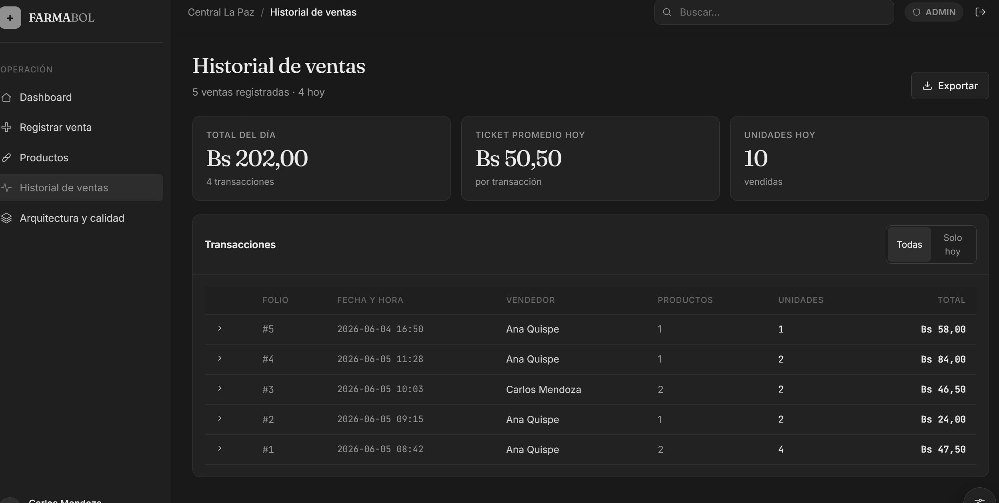 FARMABOL
Central La Paz / Historial de ventas
Buscar...
ADMIN
OPERACIÓN
Dashboard
Registrar venta
Productos
Historial de ventas
Arquitectura y calidad
Carlos Mendoza
Historial de ventas
5 ventas registradas · 4 hoy
Exportar
TOTAL DEL DÍA
Bs 202,00
4 transacciones
TICKET PROMEDIO HOY
Bs 50,50
por transacción
UNIDADES HOY
10
vendidas
Transacciones
Todas
Solo
hoy
FOLIO FECHA Y HORA VENDEDOR PRODUCTOS UNIDADES TOTAL
#5 2026-06-04 16:50 Ana Quispe 1 1 Bs 58,00
#4 2026-06-05 11:28 Ana Quispe 1 2 Bs 84,00
#3 2026-06-05 10:03 Carlos Mendoza 2 2 Bs 46,50
#2 2026-06-05 09:15 Ana Quispe 1 2 Bs 24,00
#1 2026-06-05 08:42 Ana Quispe 2 4 Bs 47,50